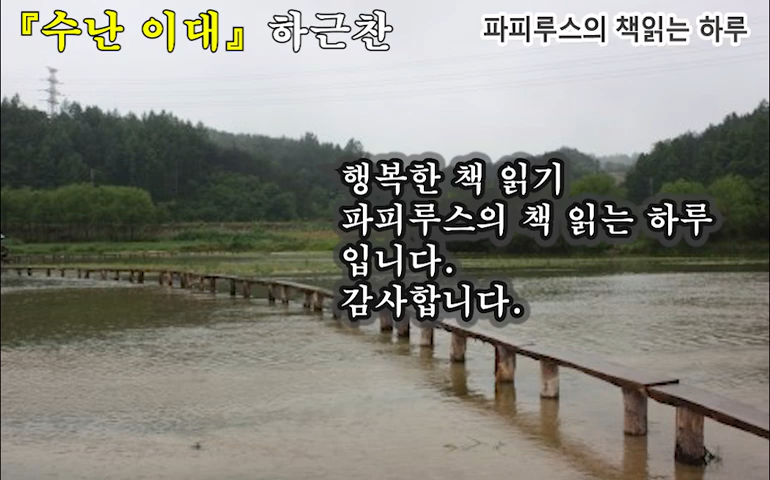 『수난 이대』 하근찬
파피루스의 책읽는 하루
행복한 책 읽기
파피루스의 책 읽는 하루
입니다.
감사합니다.